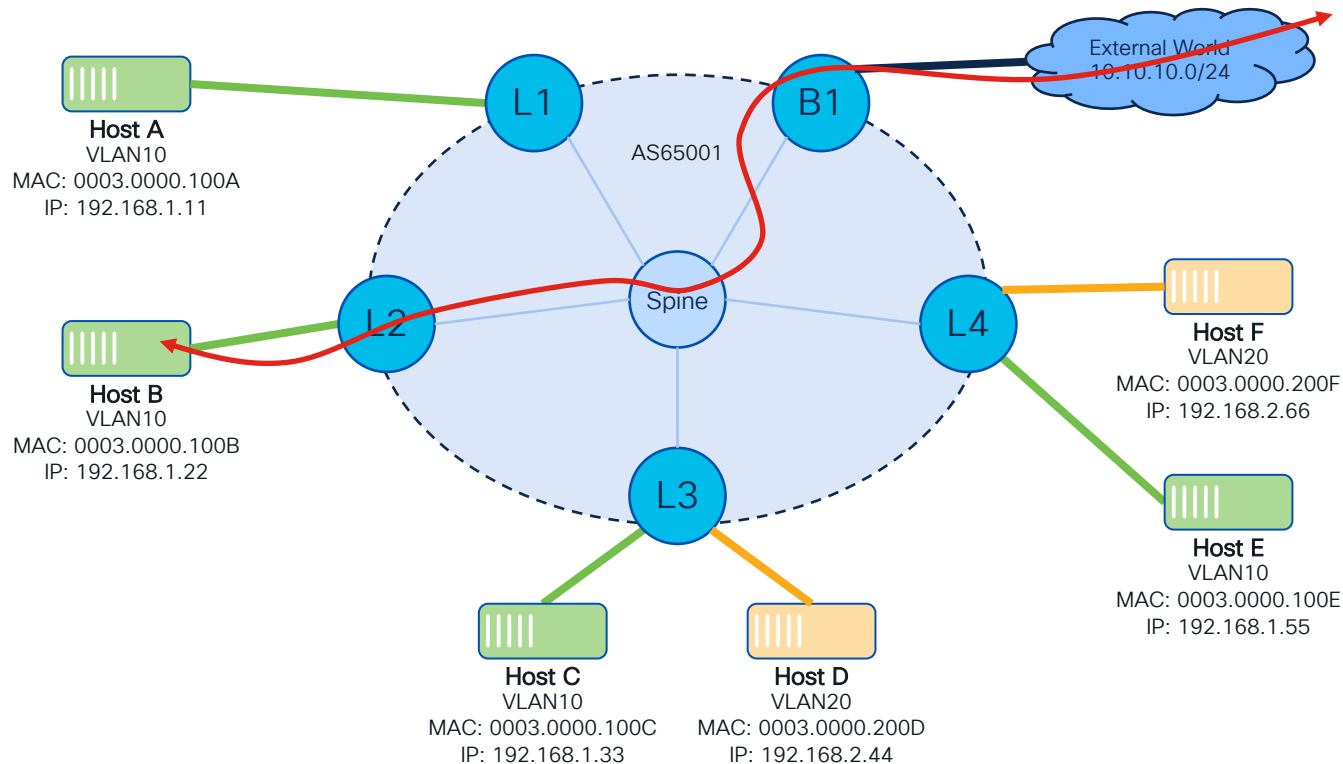 L1
B1
External World
10.10.10.0/24
Host A
VLAN10
MAC: 0003.0000.100A
IP: 192.168.1.11
AS65001
L2
Spine
L4
Host B
VLAN10
MAC: 0003.0000.100B
IP: 192.168.1.22
Host F
VLAN20
MAC: 0003.0000.200F
IP: 192.168.2.66
L3
Host E
VLAN10
MAC: 0003.0000.100E
IP: 192.168.1.55
Host C
VLAN10
MAC: 0003.0000.100C
IP: 192.168.1.33
Host D
VLAN20
MAC: 0003.0000.200D
IP: 192.168.2.44